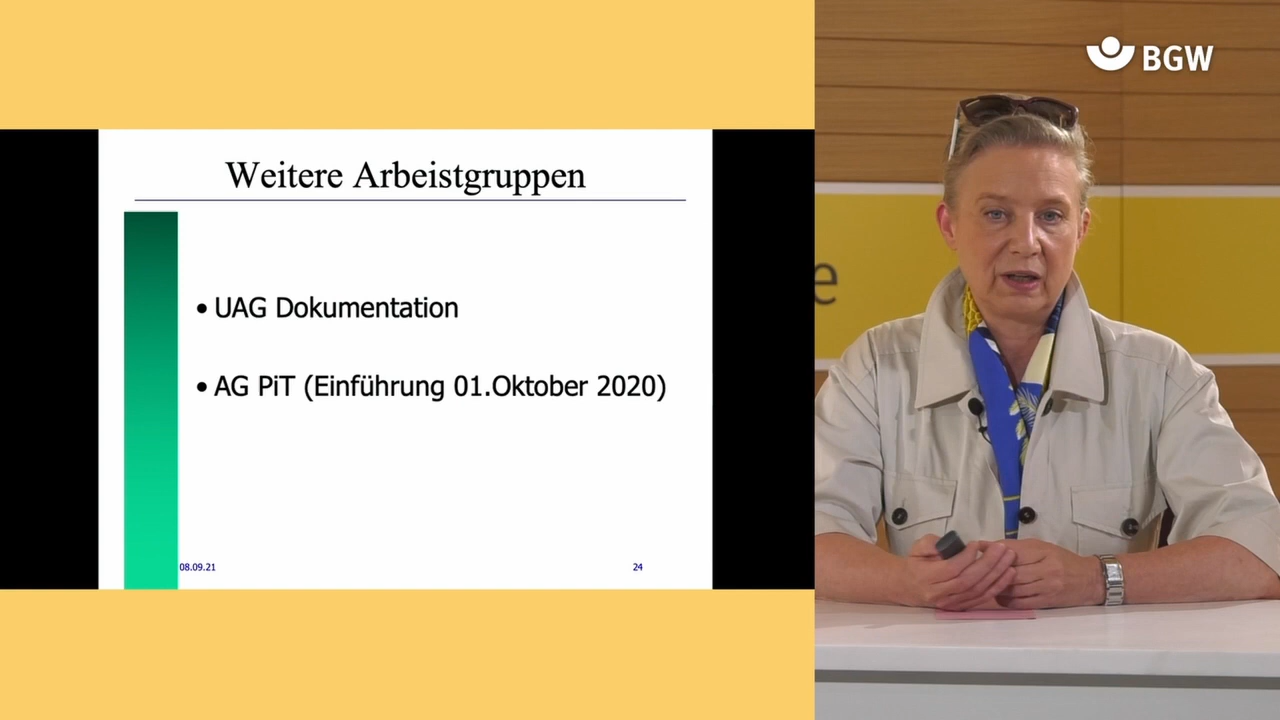 Weitere Arbeistgruppen
• UAG Dokumentation
• AG PiT (Einführung 01.Oktober 2020)
08.09.21
24
BGW
e